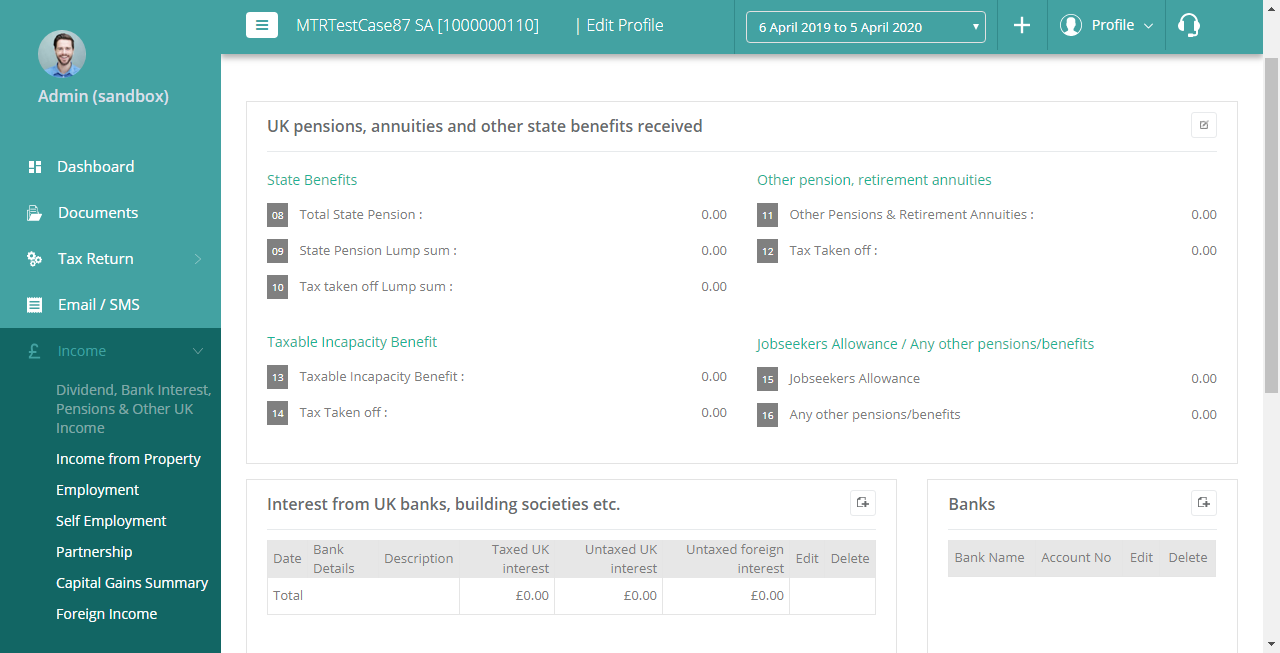 MTRTestCase87 SA [1000000110]
| Edit Profile
6 April 2019 to 5 April 2020
Profile
Admin (sandbox)
Dashboard
Documents
Tax Return
Email / SMS
£ Income
Dividend, Bank Interest,
Pensions & Other UK
Income
Income from Property
Employment
Self Employment
Partnership
Capital Gains Summary
Foreign Income
UK pensions, annuities and other state benefits received
State Benefits
08 Total State Pension : 0.00
09 State Pension Lump sum : 0.00
10 Tax taken off Lump sum : 0.00
Other pension, retirement annuities
11 Other Pensions & Retirement Annuities : 0.00
12 Tax Taken off : 0.00
Taxable Incapacity Benefit
13 Taxable Incapacity Benefit : 0.00
14 Tax Taken off : 0.00
Jobseekers Allowance / Any other pensions/benefits
15 Jobseekers Allowance 0.00
16 Any other pensions/benefits 0.00
Interest from UK banks, building societies etc.
Date Bank Details Description Taxed UK interest Untaxed UK interest Untaxed foreign interest Edit Delete
Total £0.00 £0.00 £0.00
Banks
Bank Name Account No Edit Delete